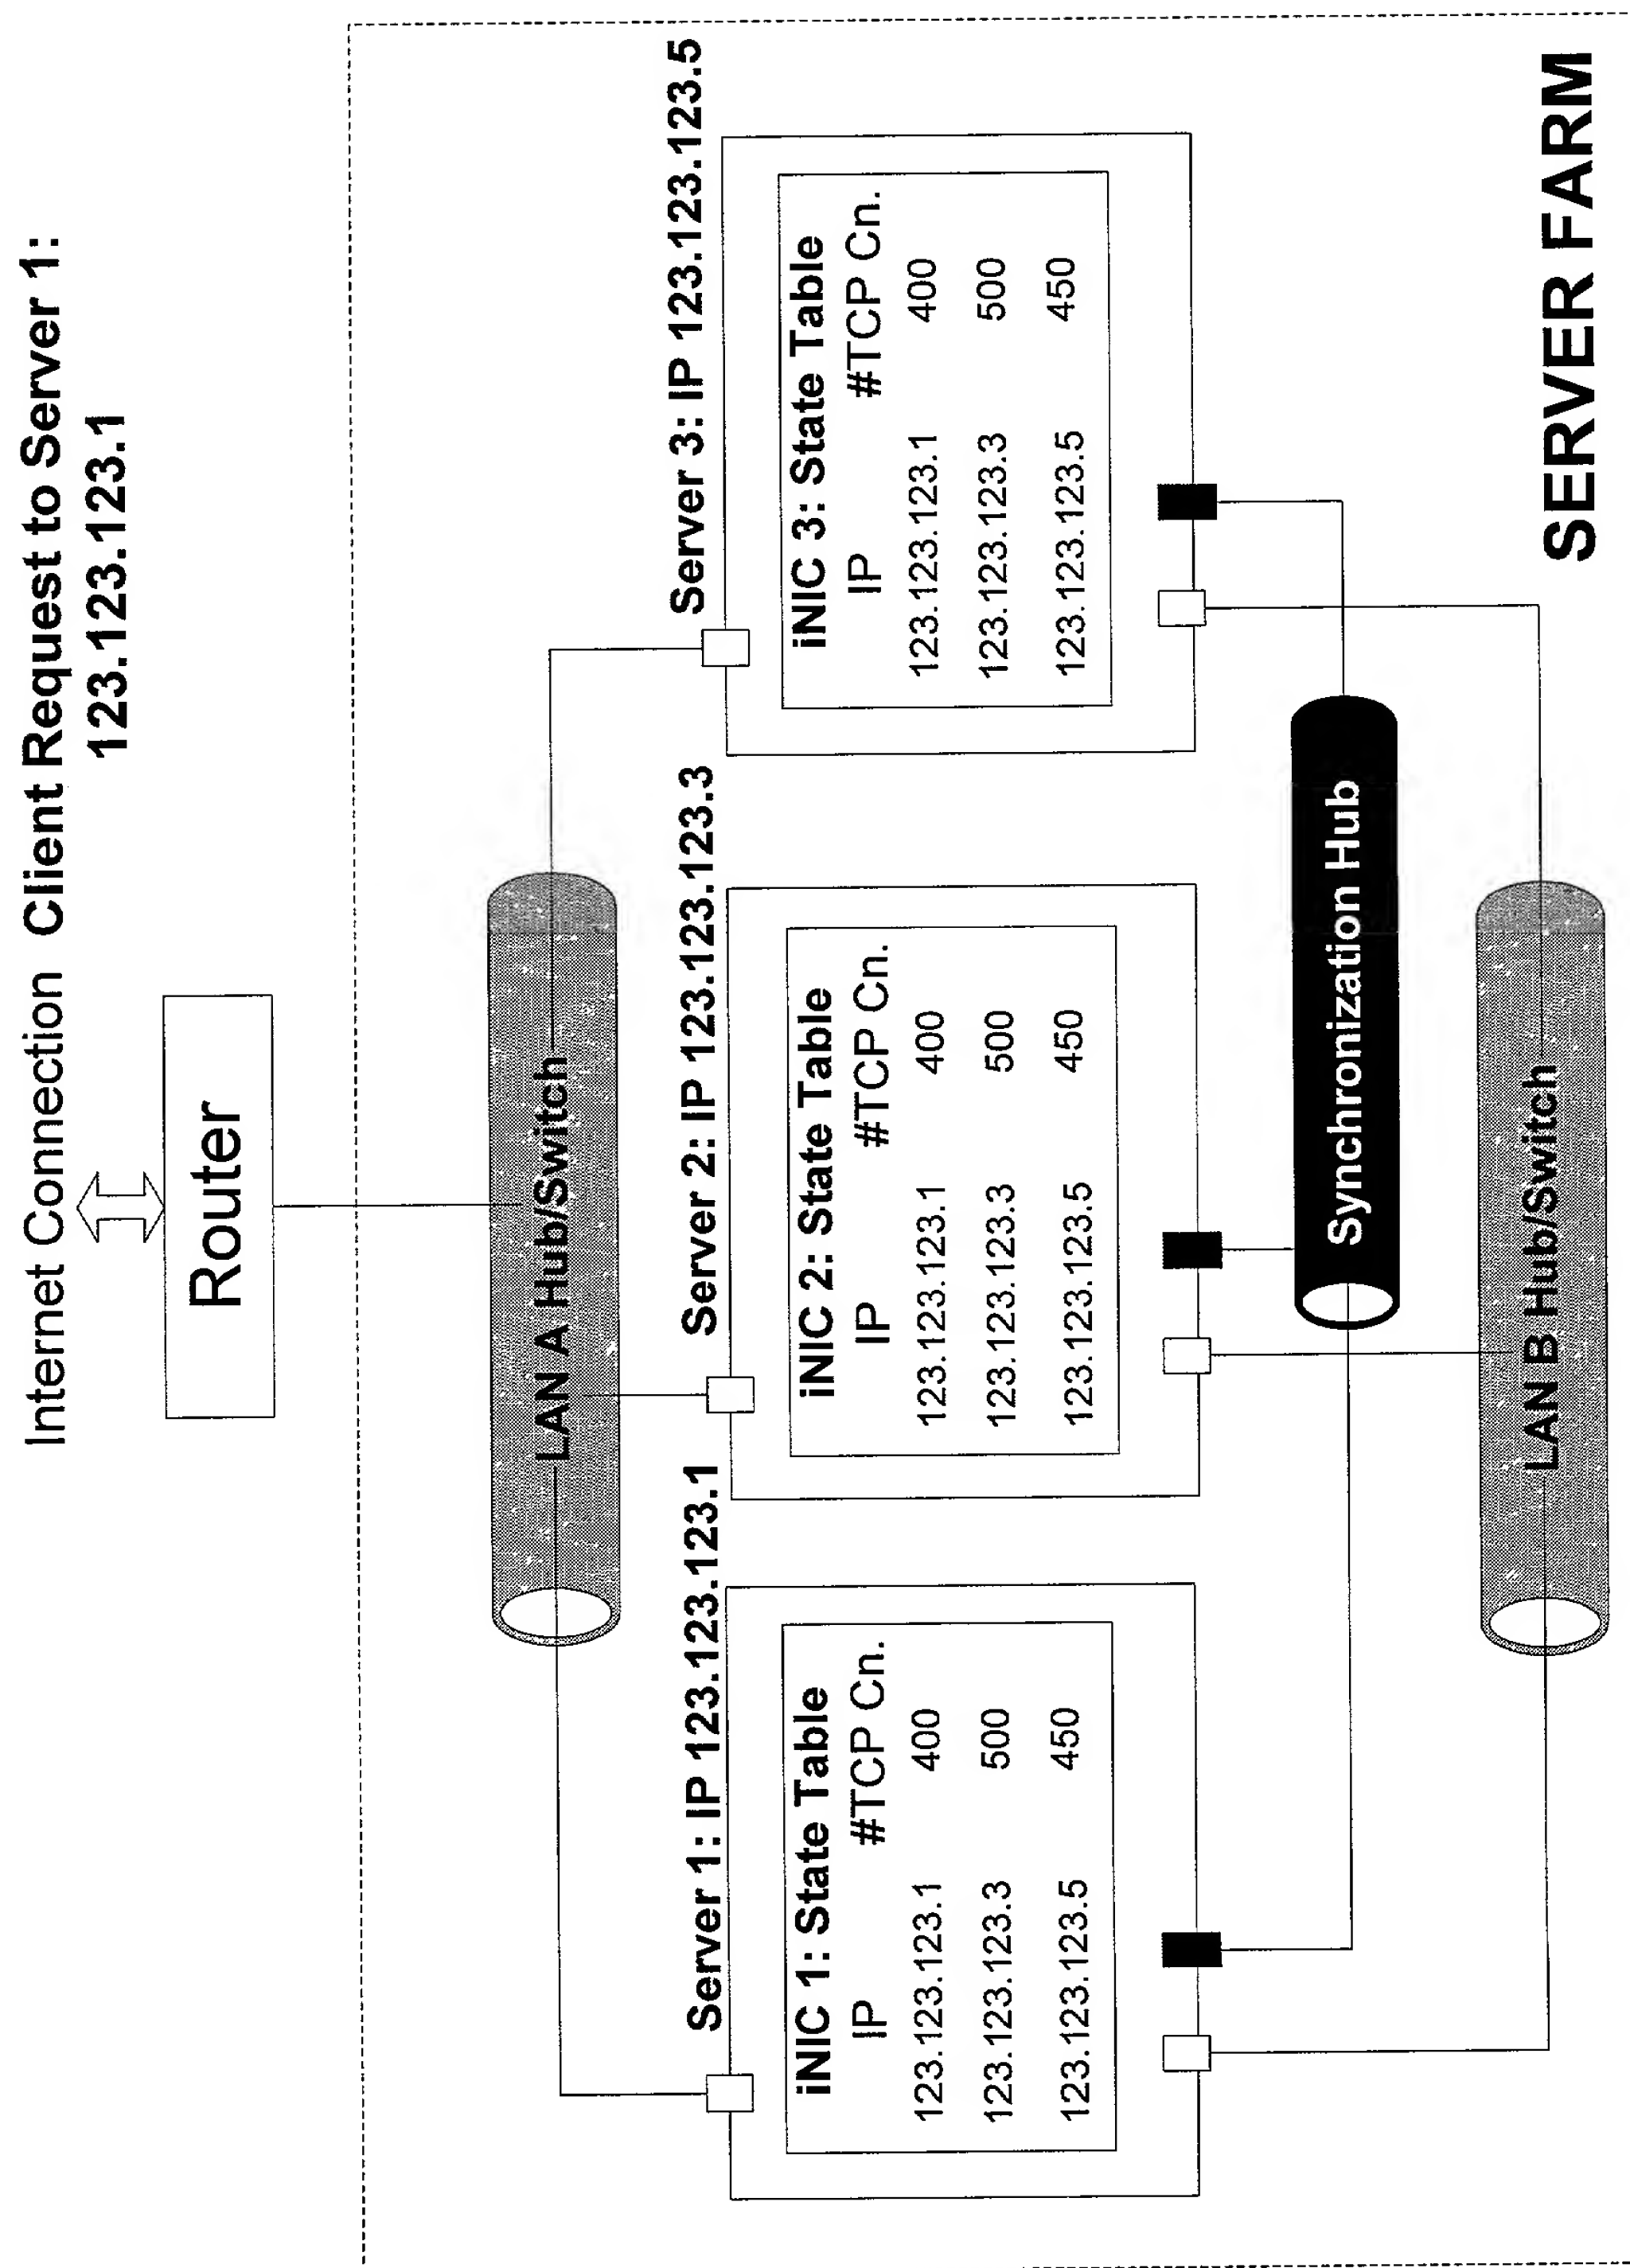 Internet Connection Client Request to Server 1:
123.123.123.1
Router
LAN A Hub/Switch
Server 1: IP 123.123.123.1
iNIC 1: State Table
IP #TCP Cn.
123.123.123.1 400
123.123.123.3 500
123.123.123.5 450
Server 2: IP 123.123.123.3
iNIC 2: State Table
IP #TCP Cn.
123.123.123.1 400
123.123.123.3 500
123.123.123.5 450
Server 3: IP 123.123.123.5
iNIC 3: State Table
IP #TCP Cn.
123.123.123.1 400
123.123.123.3 500
123.123.123.5 450
Synchronization Hub
LAN B Hub/Switch
SERVER FARM